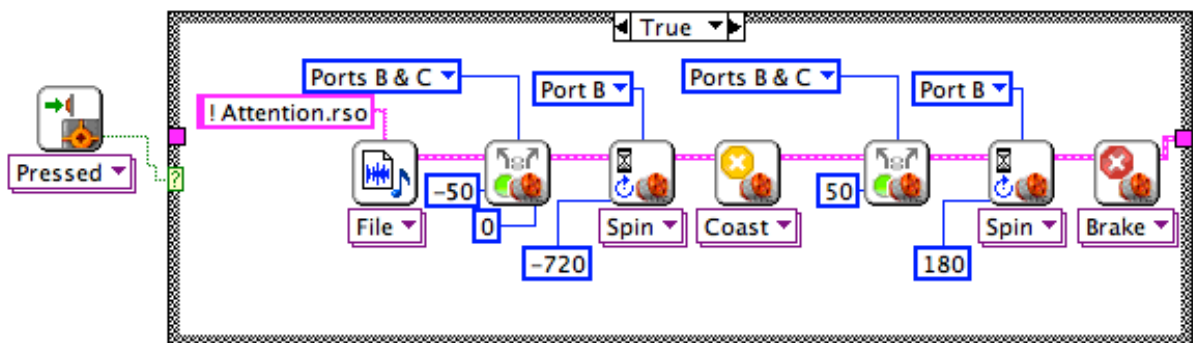 True
Ports B & C
Port B
Ports B & C
Port B
! Attention.rso
Pressed
?
-50
50
File
0
Spin
Coast
Spin
Brake
-720
180